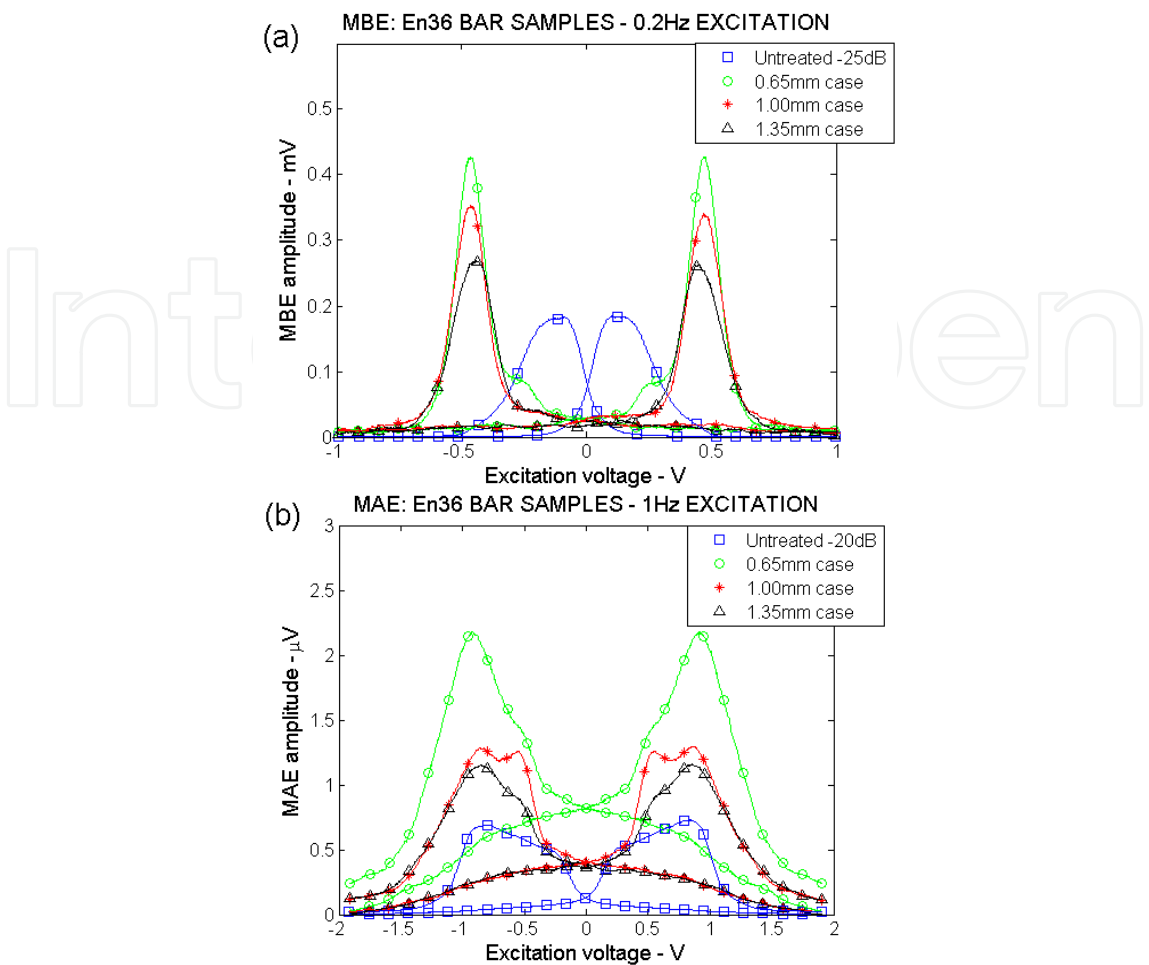 (a)
MBE: En36 BAR SAMPLES - 0.2Hz EXCITATION
Untreated -25dB
0.65mm case
1.00mm case
1.35mm case
MBE amplitude - mV
0.5
0.4
0.3
0.2
0.1
0
-1 -0.5 0 0.5 1
Excitation voltage - V
(b)
MAE: En36 BAR SAMPLES - 1Hz EXCITATION
Untreated -20dB
0.65mm case
1.00mm case
1.35mm case
MAE amplitude - μV
3
2.5
2
1.5
1
0.5
0
-2 -1.5 -1 -0.5 0 0.5 1 1.5 2
Excitation voltage - V
Int
pen